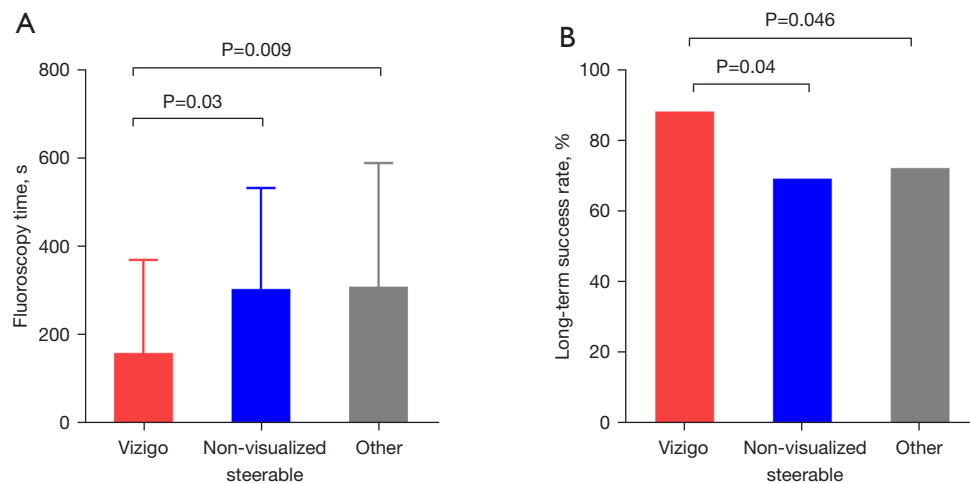 A
P=0.009
P=0.03
Fluoroscopy time, s
800
600
400
200
0
Vizigo
Non-visualized
steerable
Other
B
P=0.046
P=0.04
Long-term success rate, %
100
80
60
40
20
0
Vizigo
Non-visualized
steerable
Other